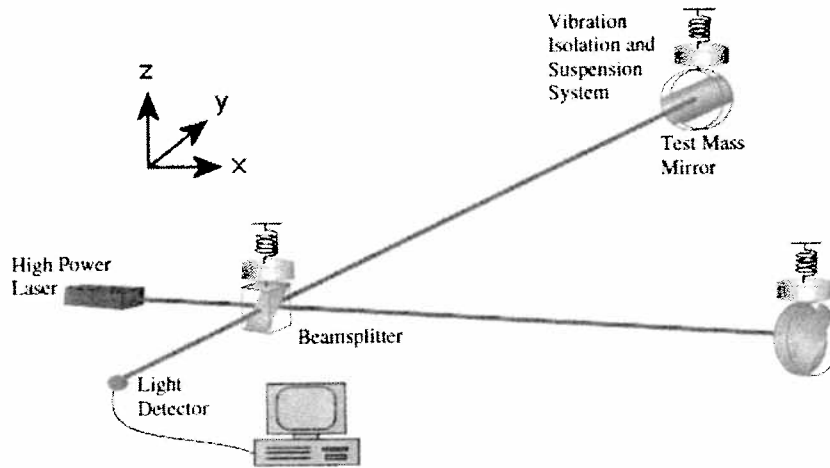 Vibration
Isolation and
Suspension
System
z
y
x
Test Mass
Mirror
High Power
Laser
Beamsplitter
Light
Detector